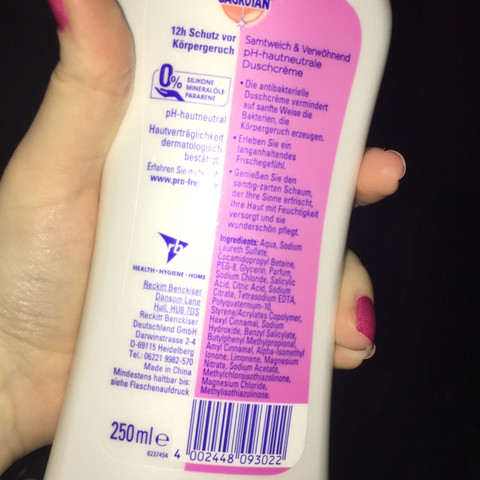 SAGROTAN
12h Schutz vor
Körpergeruch
0%
SILIKONE
MINERALÖLE
PARABENE
pH-hautneutral
Hautverträglichkeit
dermatologisch
bestätigt.
Erfahren Sie
www.pro-fre
rb
HEALTH • HYGIENE • HOME
Reckitt Benckiser
Dansom Lane
Hull, HU8 7DS
Reckitt Benckiser
Deutschland GmbH
Darwinstrasse 2-4
D-69115 Heidelberg
Tel.: 06221 9982-570
Made in China
Mindestens haltbar bis:
siehe Flaschenaufdruck
250 ml e
8237454
Samtweich & Verwöhnend
pH-hautneutrale
Duschcrème
• Die antibakterielle
Duschcrème vermindert
auf sanfte Weise die
Bakterien, die
Körpergeruch erzeugen.
• Erleben Sie ein
langanhaltendes
Frischegefühl.
• Genießen Sie den
samtig-zarten Schaum,
der Ihre Sinne erfrischt,
Ihre Haut mit Feuchtigkeit
versorgt und sie
wunderschön pflegt.
Ingredients: Aqua, Sodium
Laureth Sulfate,
Cocamidopropyl Betaine,
PEG-8, Glycerin, Parfum,
Sodium Chloride, Salicylic
Acid, Citric Acid, Sodium
Citrate, Tetrasodium EDTA,
Polyquaternium-10,
Styrene/Acrylates Copolymer,
Hexyl Cinnamal, Sodium
Hydroxide, Benzyl Salicylate,
Butylphenyl Methylpropional,
Amyl Cinnamal, Alpha-Isomethyl
Ionone, Limonene, Magnesium
Nitrate, Sodium Acetate,
Methylchloroisothiazolinone,
Magnesium Chloride,
Methylisothiazolinone.
4 002448 093022